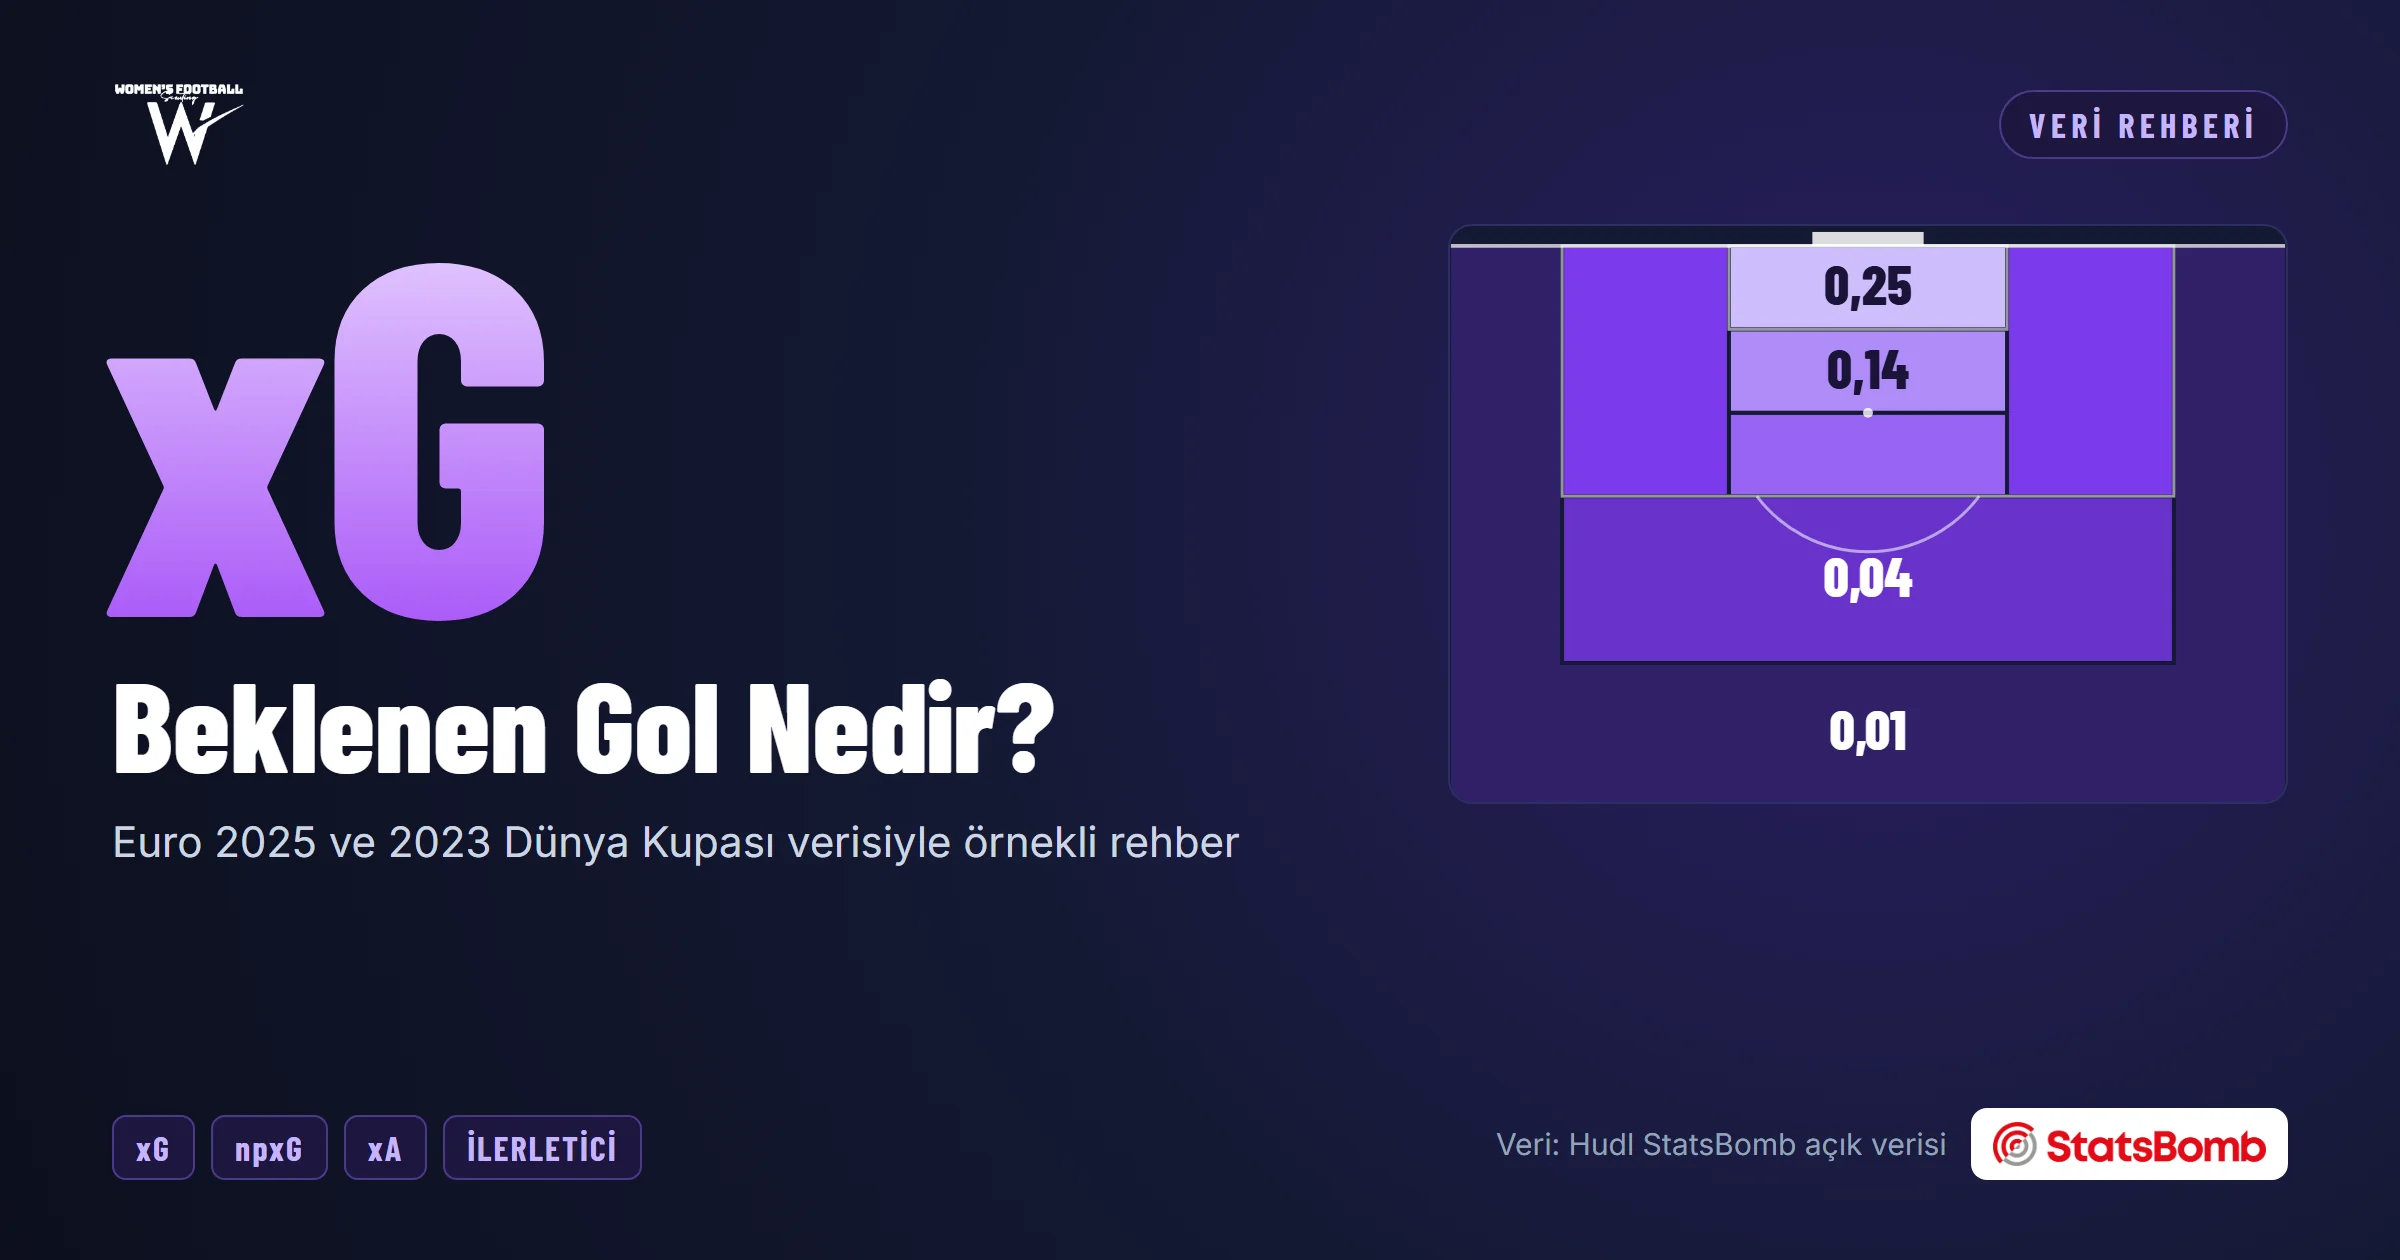 WOMEN'S FOOTBALL
W
VERİ REHBERİ
xG
Beklenen Gol Nedir?
Euro 2025 ve 2023 Dünya Kupası verisiyle örnekli rehber
0,25
0,14
0,04
0,01
xG
npxG
xA
İLERLETİCİ
Veri: Hudl StatsBomb açık verisi
StatsBomb